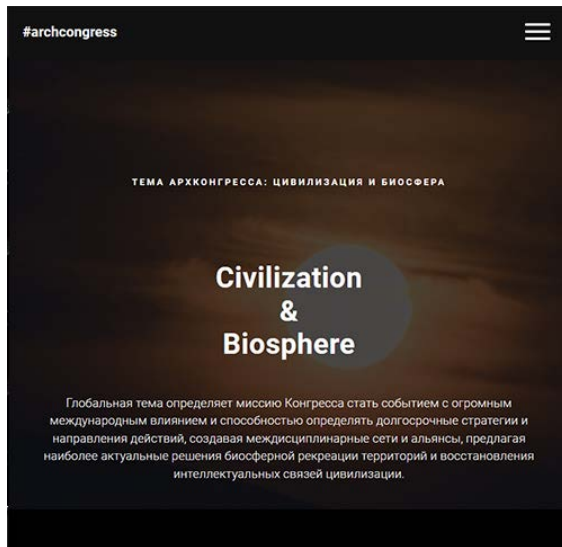 #archcongress
ТЕМА АРХКОНГРЕССА: ЦИВИЛИЗАЦИЯ И БИОСФЕРА
Civilization
&
Biosphere
Глобальная тема определяет миссию Конгресса стать событием с огромным
международным влиянием и способностью определять долгосрочные стратегии и
направления действий, создавая междисциплинарные сети и альянсы, предлагая
наиболее актуальные решения биосферной рекреации территорий и восстановления
интеллектуальных связей цивилизации.